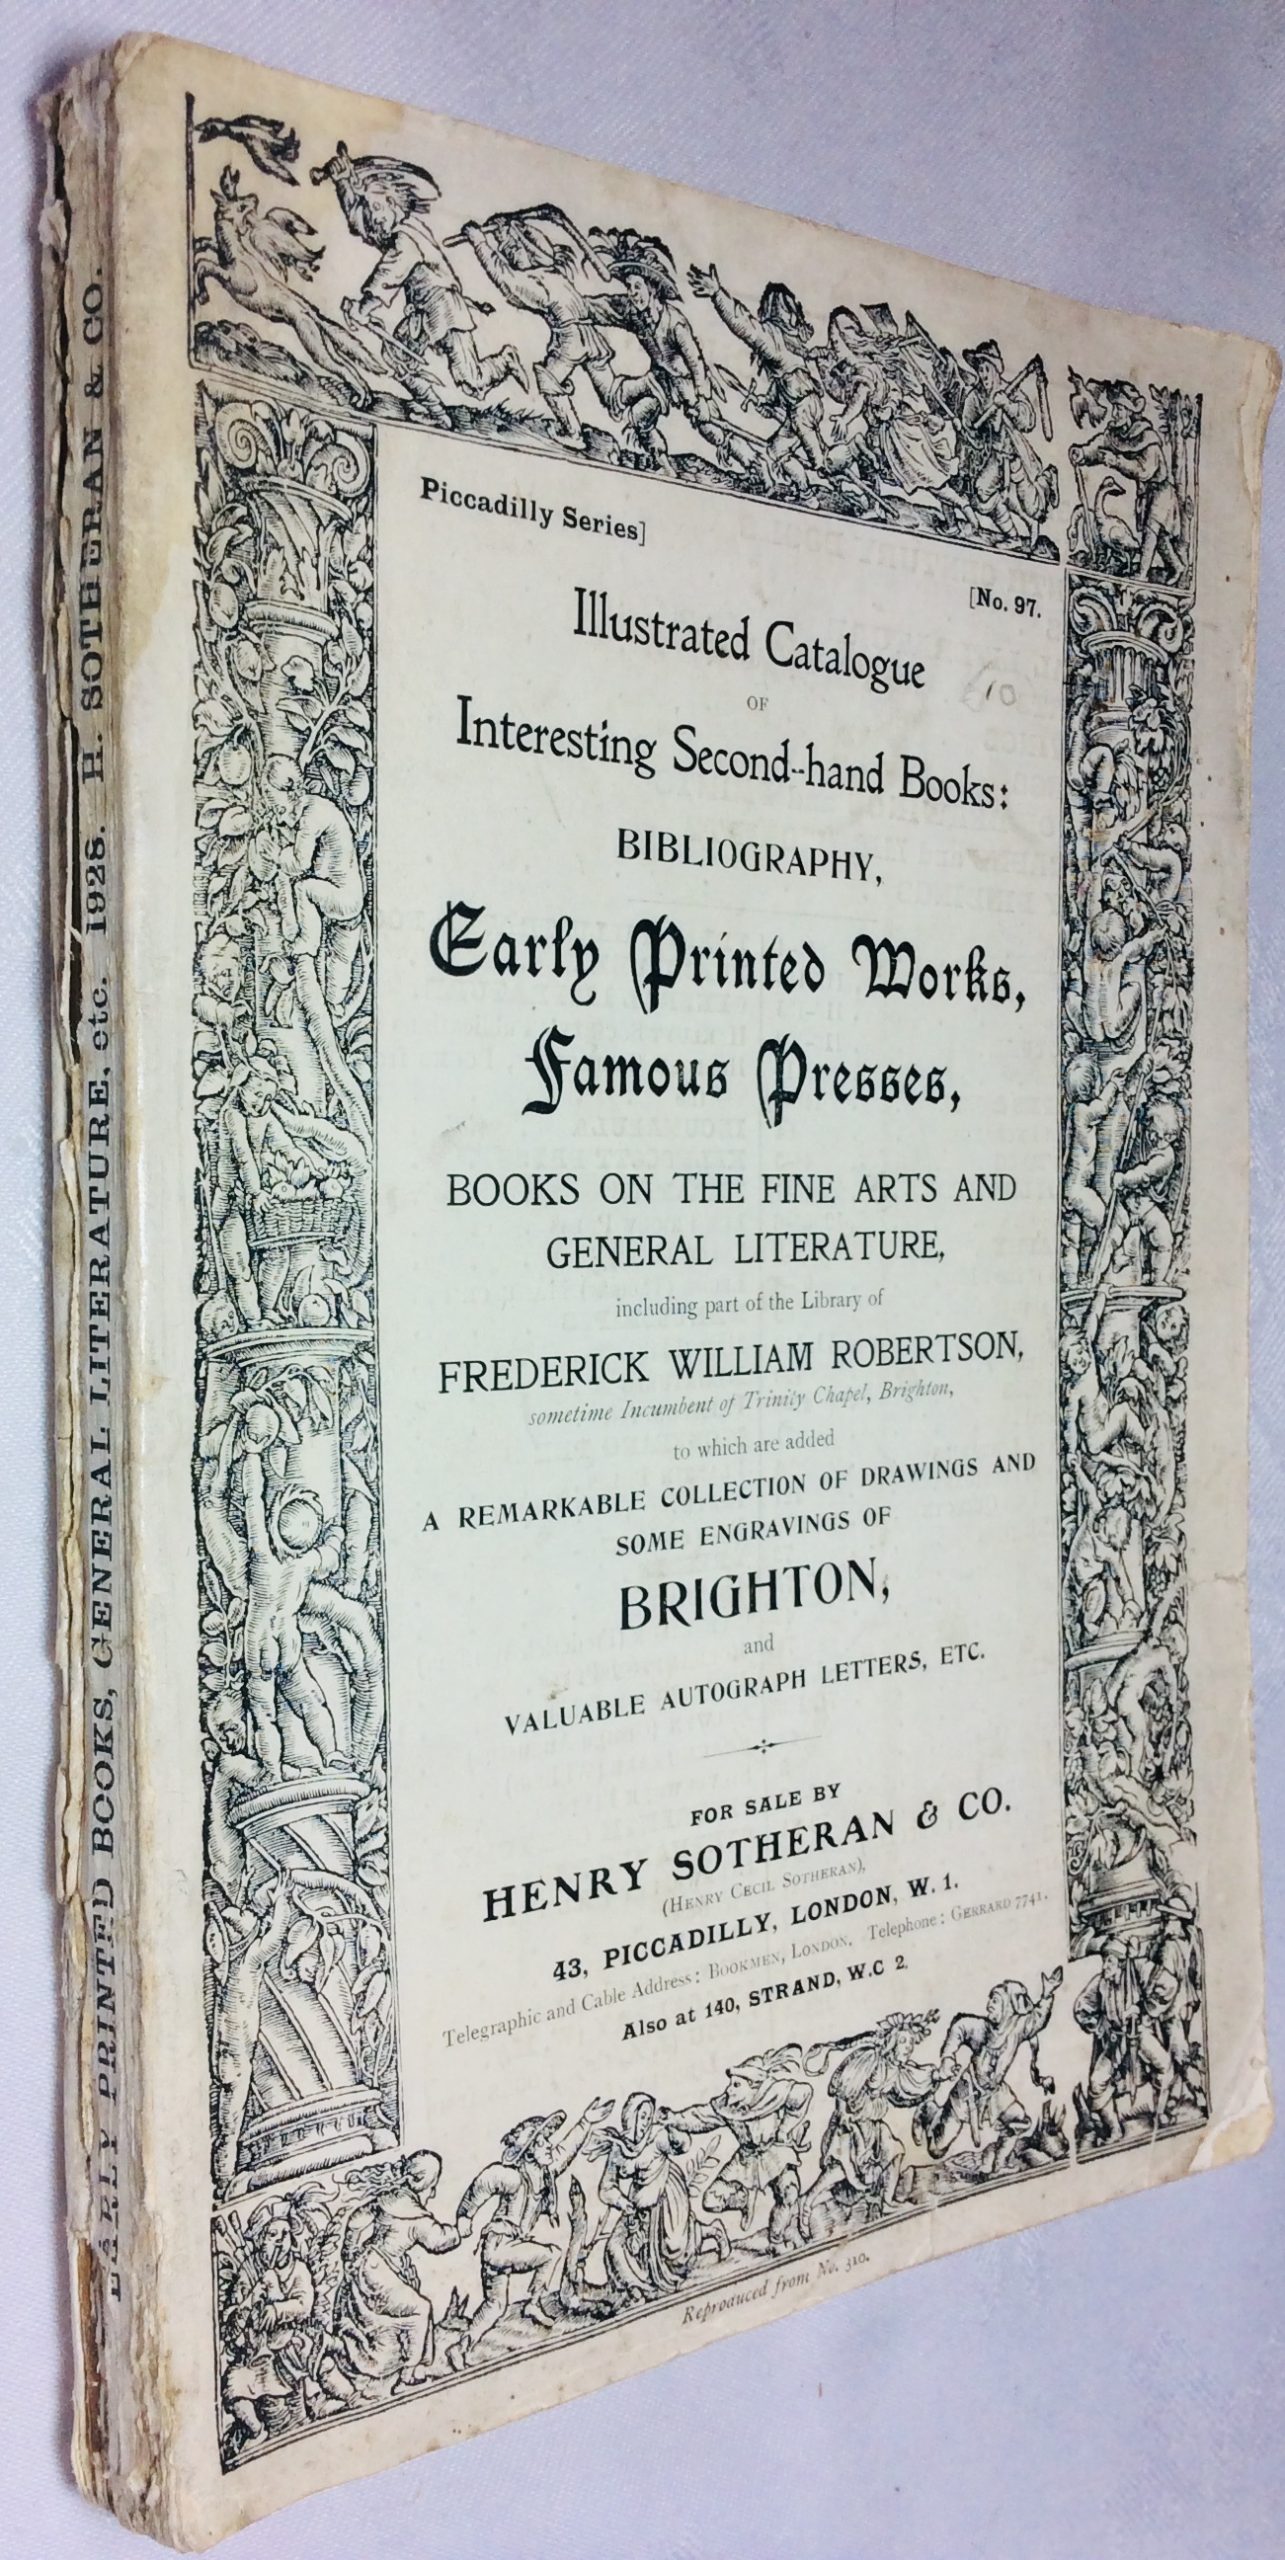 Piccadilly Series]
[No. 97.
Illustrated Catalogue
10
OF
Interesting Second-hand Books:
BIBLIOGRAPHY,
Early Printed Works,
Famous Presses,
BOOKS ON THE FINE ARTS AND
GENERAL LITERATURE,
including part of the Library of
FREDERICK WILLIAM ROBERTSON,
sometime Incumbent of Trinity Chapel, Brighton,
to which are added
A REMARKABLE COLLECTION OF DRAWINGS AND
SOME ENGRAVINGS OF
BRIGHTON,
and
VALUABLE AUTOGRAPH LETTERS, ETC.
FOR SALE BY
HENRY SOTHERAN & CO.
(HENRY CECIL SOTHERAN),
43, PICCADILLY, LONDON, W. 1.
Telegraphic and Cable Address: BOOKMEN, LONDON. Telephone: GERRARD 7741.
Also at 140, STRAND, W.C 2.
Reproduced from No. 310.
EARLY PRINTED BOOKS, GENERAL LITERATURE, etc. 1928. H. SOTHERAN & CO.